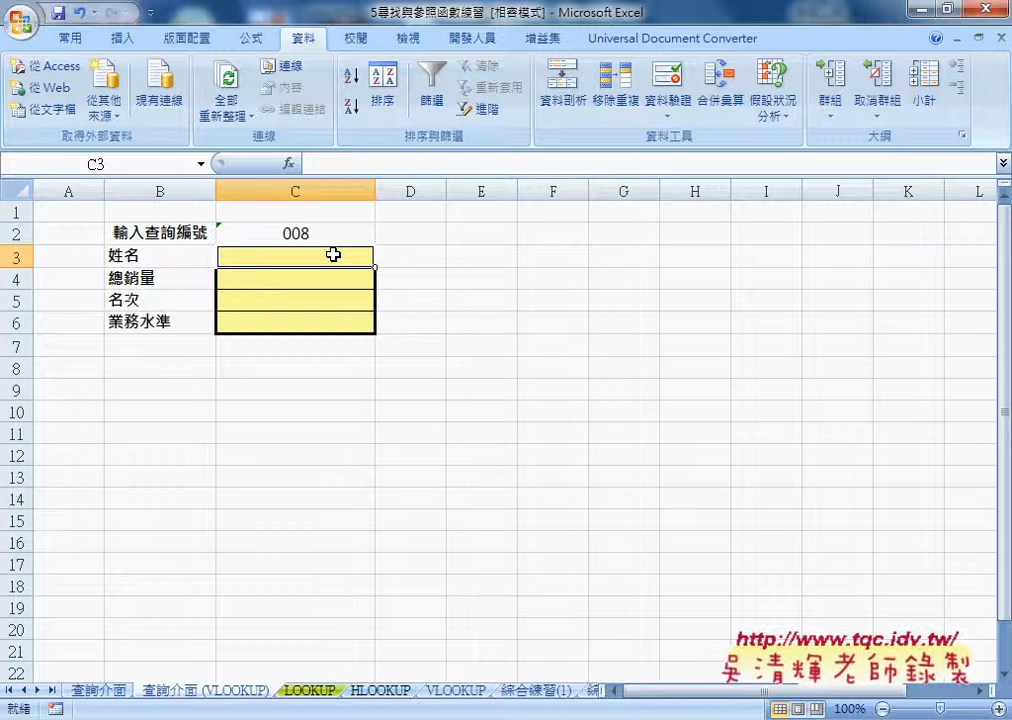 5尋找與參照函數練習 [相容模式] - Microsoft Excel
常用 插入 版面配置 公式 資料 校閱 檢視 開發人員 增益集 Universal Document Converter
從 Access
從 Web
從文字檔
從其他來源
現有連線
取得外部資料
全部重新整理
連線
內容
編輯連結
連線
排序
篩選
清除
重新套用
進階
排序與篩選
資料剖析
移除重複
資料驗證
合併彙算
假設狀況分析
資料工具
群組
取消群組
小計
大綱
C3
fx
A B C D E F G H I J K L
1
2 輸入查詢編號 008
3 姓名
4 總銷量
5 名次
6 業務水準
7
8
9
10
11
12
13
14
15
16
17
18
19
20
21
22
http://www.tqc.idv.tw/
吳清輝老師錄製
查詢介面 查詢介面 (VLOOKUP) LOOKUP HLOOKUP VLOOKUP 綜合練習(1) 綜
就緒
100%